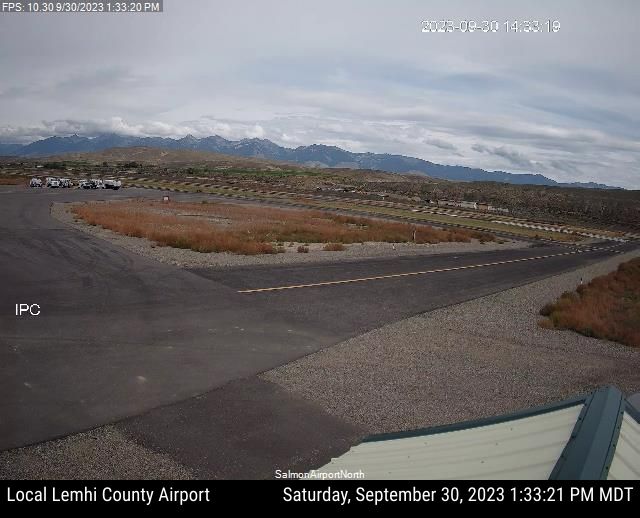 FPS: 10.30 9/30/2023 1:33:20 PM
2023-09-30 14:33:19
IPC
SalmonAirportNorth
Local Lemhi County Airport
Saturday, September 30, 2023 1:33:21 PM MDT